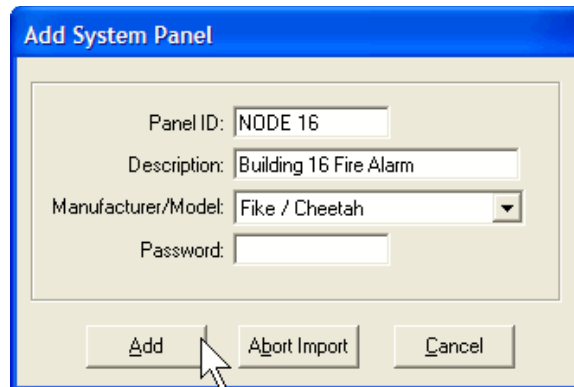 Add System Panel
Panel ID: NODE 16
Description: Building 16 Fire Alarm
Manufacturer/Model: Fike / Cheetah
Password:
Add Abort Import Cancel